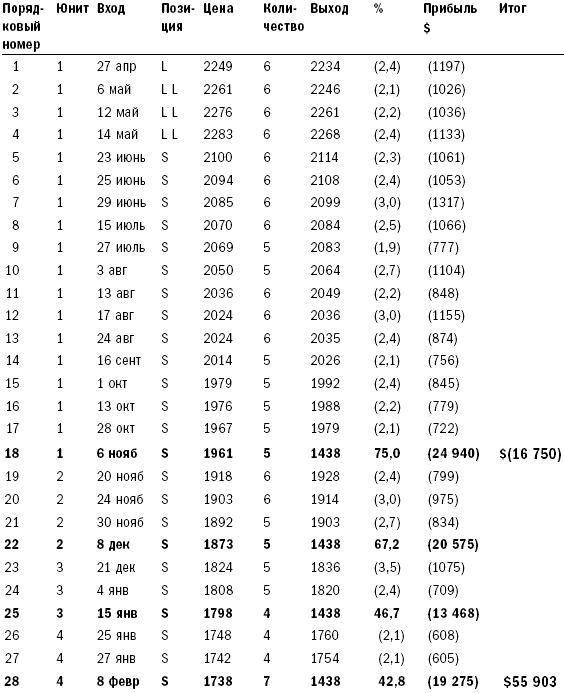 Поряд- Юнит Вход Пози- Цена Коли- Выход % Прибыль Итог
ковый ция чество $
номер
1 1 27 апр L 2249 6 2234 (2,4) (1197)
2 1 6 май L L 2261 6 2246 (2,1) (1026)
3 1 12 май L L 2276 6 2261 (2,2) (1036)
4 1 14 май L L 2283 6 2268 (2,4) (1133)
5 1 23 июнь S 2100 6 2114 (2,3) (1061)
6 1 25 июнь S 2094 6 2108 (2,4) (1053)
7 1 29 июнь S 2085 6 2099 (3,0) (1317)
8 1 15 июль S 2070 6 2084 (2,5) (1066)
9 1 27 июль S 2069 5 2083 (1,9) (777)
10 1 3 авг S 2050 5 2064 (2,7) (1104)
11 1 13 авг S 2036 6 2049 (2,2) (848)
12 1 17 авг S 2024 6 2036 (3,0) (1155)
13 1 24 авг S 2024 6 2035 (2,4) (874)
14 1 16 сент S 2014 5 2026 (2,1) (756)
15 1 1 окт S 1979 5 1992 (2,4) (845)
16 1 13 окт S 1976 5 1988 (2,2) (779)
17 1 28 окт S 1967 5 1979 (2,1) (722)
18 1 6 нояб S 1961 5 1438 75,0 (24 940) $(16 750)
19 2 20 нояб S 1918 6 1928 (2,4) (799)
20 2 24 нояб S 1903 6 1914 (3,0) (975)
21 2 30 нояб S 1892 5 1903 (2,7) (834)
22 2 8 дек S 1873 5 1438 67,2 (20 575)
23 3 21 дек S 1824 5 1836 (3,5) (1075)
24 3 4 янв S 1808 5 1820 (2,4) (709)
25 3 15 янв S 1798 4 1438 46,7 (13 468)
26 4 25 янв S 1748 4 1760 (2,1) (608)
27 4 27 янв S 1742 4 1754 (2,1) (605)
28 4 8 февр S 1738 7 1438 42,8 (19 275) $55 903